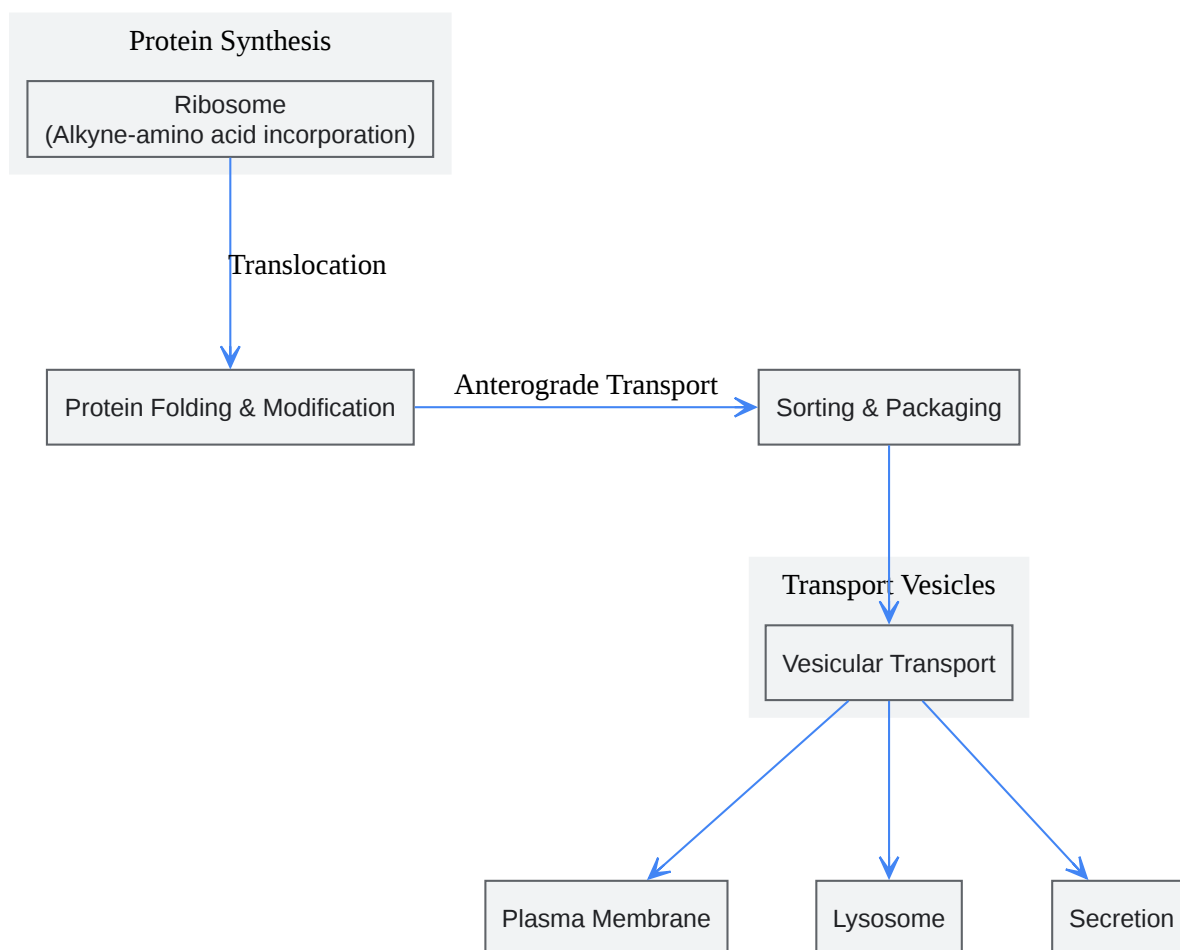 Protein Synthesis
Ribosome
(Alkyne-amino acid incorporation)
Translocation
Anterograde Transport
Protein Folding & Modification
Sorting & Packaging
Transport Vesicles
Vesicular Transport
Plasma Membrane
Lysosome
Secretion